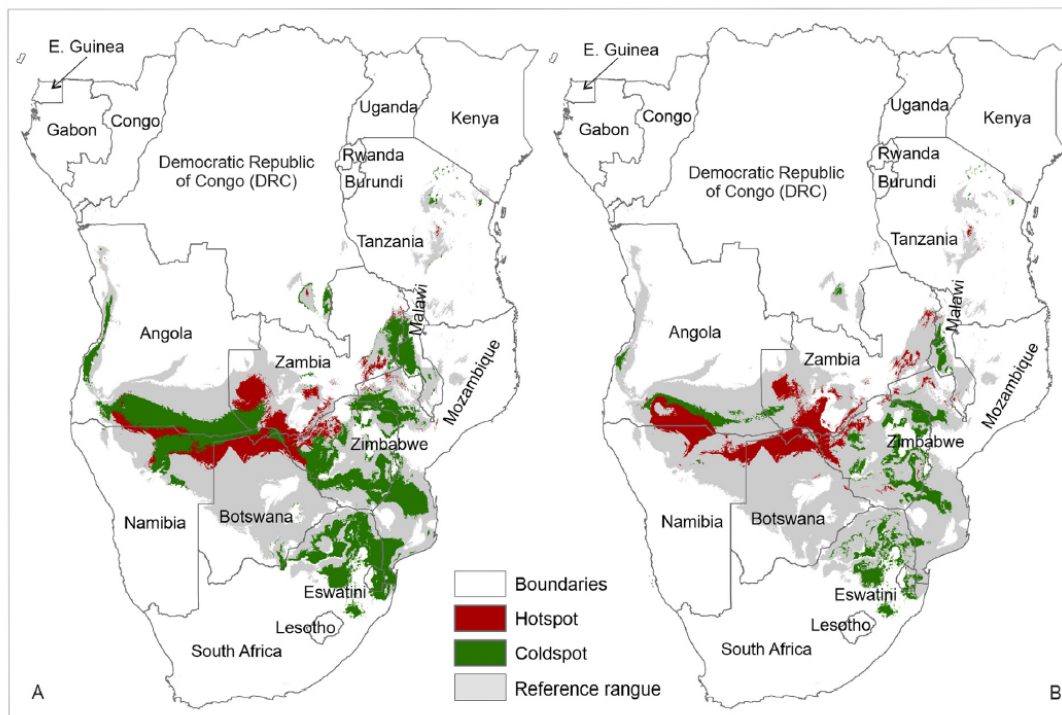 E. Guinea
Gabon
Congo
Uganda
Kenya
Rwanda
Burundi
Democratic Republic
of Congo (DRC)
Tanzania
Malawi
Angola
Zambia
Mozambique
Zimbabwe
Namibia
Botswana
Eswatini
Lesotho
South Africa
A
E. Guinea
Gabon
Congo
Uganda
Kenya
Rwanda
Burundi
Democratic Republic
of Congo (DRC)
Tanzania
Malawi
Angola
Zambia
Mozambique
Zimbabwe
Namibia
Botswana
Eswatini
Lesotho
South Africa
B
Boundaries
Hotspot
Coldspot
Reference rangue